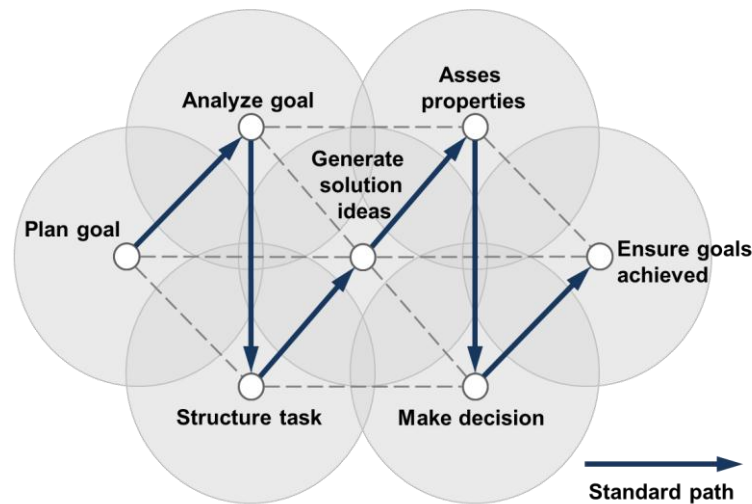 Analyze goal
Asses
properties
Generate
solution
ideas
Plan goal
Ensure goals
achieved
Structure task
Make decision
Standard path